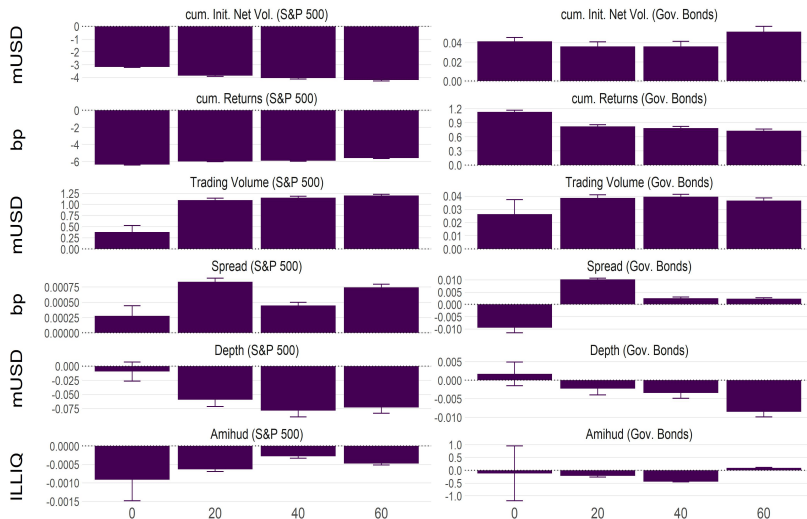 cum. Init. Net Vol. (S&P 500)
cum. Init. Net Vol. (Gov. Bonds)
mUSD
0
-1
-2
-3
-4
0.04
0.02
0.00
cum. Returns (S&P 500)
cum. Returns (Gov. Bonds)
bp
0
-2
-4
-6
1.2
0.9
0.6
0.3
0.0
Trading Volume (S&P 500)
Trading Volume (Gov. Bonds)
mUSD
1.25
1.00
0.75
0.50
0.25
0.00
0.04
0.03
0.02
0.01
0.00
Spread (S&P 500)
Spread (Gov. Bonds)
bp
0.00075
0.00050
0.00025
0.00000
0.010
0.005
0.000
-0.005
-0.010
Depth (S&P 500)
Depth (Gov. Bonds)
mUSD
0.000
-0.025
-0.050
-0.075
0.005
0.000
-0.005
-0.010
Amihud (S&P 500)
Amihud (Gov. Bonds)
ILLIQ
0.0000
-0.0005
-0.0010
-0.0015
1.0
0.5
0.0
-0.5
-1.0
0 20 40 60
0 20 40 60